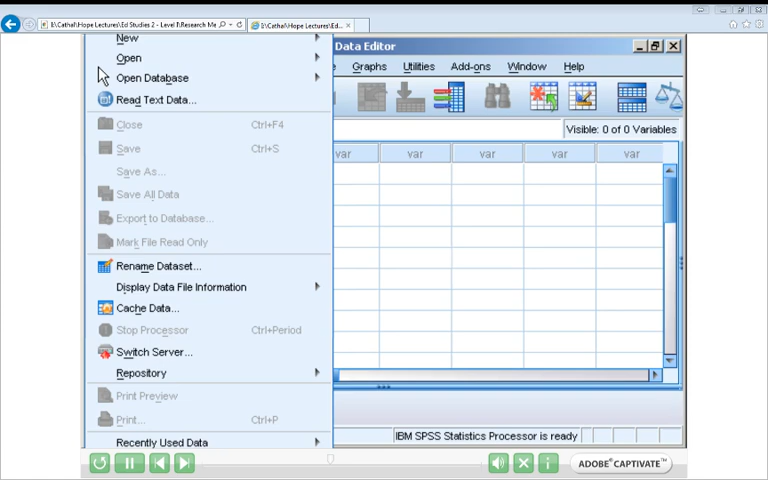 E:\Cathal\Hope Lectures\Ed Studies 2 - Level I\Research Me
E:\Cathal\Hope Lectures\Ed...
New
Data Editor
Open
Graphs Utilities Add-ons Window Help
Open Database
Read Text Data...
Close Ctrl+F4
Visible: 0 of 0 Variables
Save Ctrl+S
var var var var var
Save As...
Save All Data
Export to Database...
Mark File Read Only
Rename Dataset...
Display Data File Information
Cache Data...
Stop Processor Ctrl+Period
Switch Server...
Repository
Print Preview
Print... Ctrl+P
Recently Used Data
IBM SPSS Statistics Processor is ready
ADOBE® CAPTIVATE™